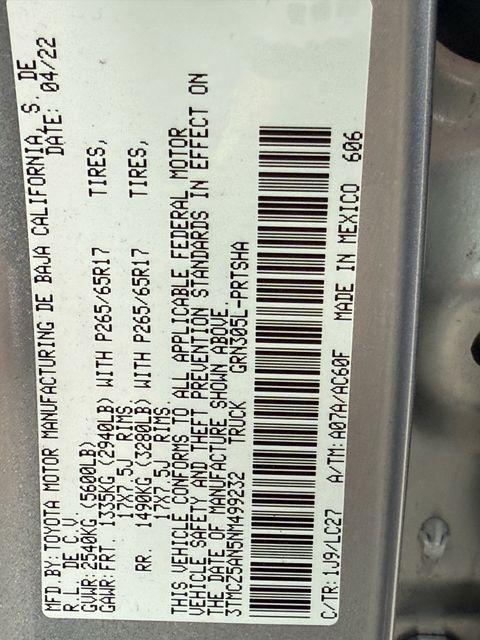 MFD.BY:TOYOTA MOTOR MANUFACTURING DE BAJA CALIFORNIA, S. DE
R.L. DE C.V. DATE: 04/22
GVWR:2540KG (5600LB)
GAWR:FRT. 1335KG (2940LB) WITH P265/65R17 TIRES,
17X7.5J RIMS
RR. 1490KG (3280LB) WITH P265/65R17 TIRES,
17X7.5J RIMS
THIS VEHICLE CONFORMS TO ALL APPLICABLE FEDERAL MOTOR
VEHICLE SAFETY AND THEFT PREVENTION STANDARDS IN EFFECT ON
THE DATE OF MANUFACTURE SHOWN ABOVE.
3TMCZ5AN5NM499232 TRUCK GRN305L-PRTSHA
C/TR:1J9/LC27 A/TM:A07A/AC60F MADE IN MEXICO 606